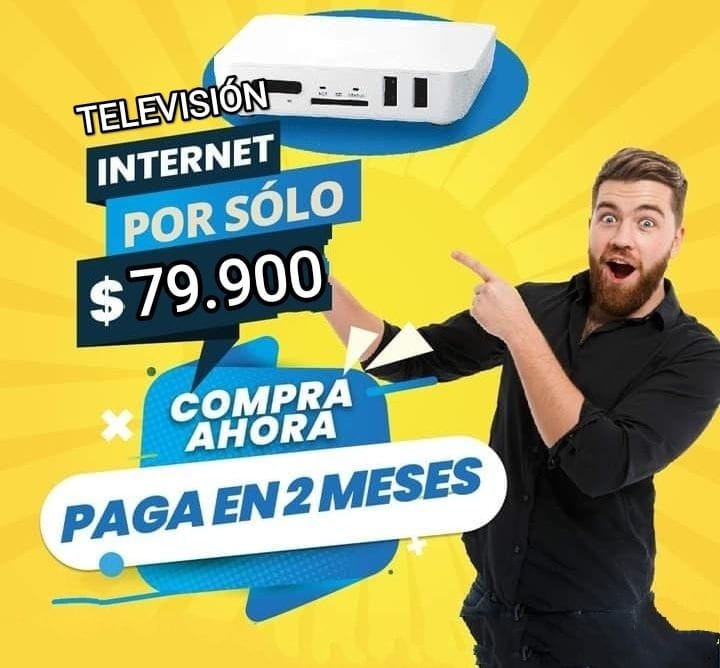 TELEVISIÓN
INTERNET
POR SÓLO
$79.900
COMPRA
AHORA
PAGA EN 2 MESES